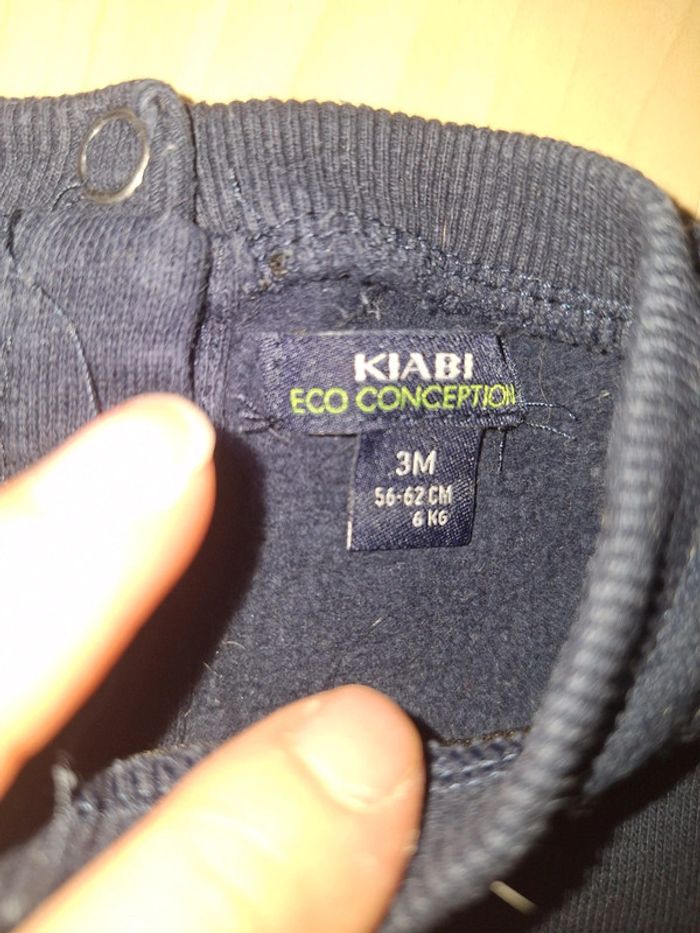 KIABI
ECO CONCEPTION
3M
56-62 CM
6 KG